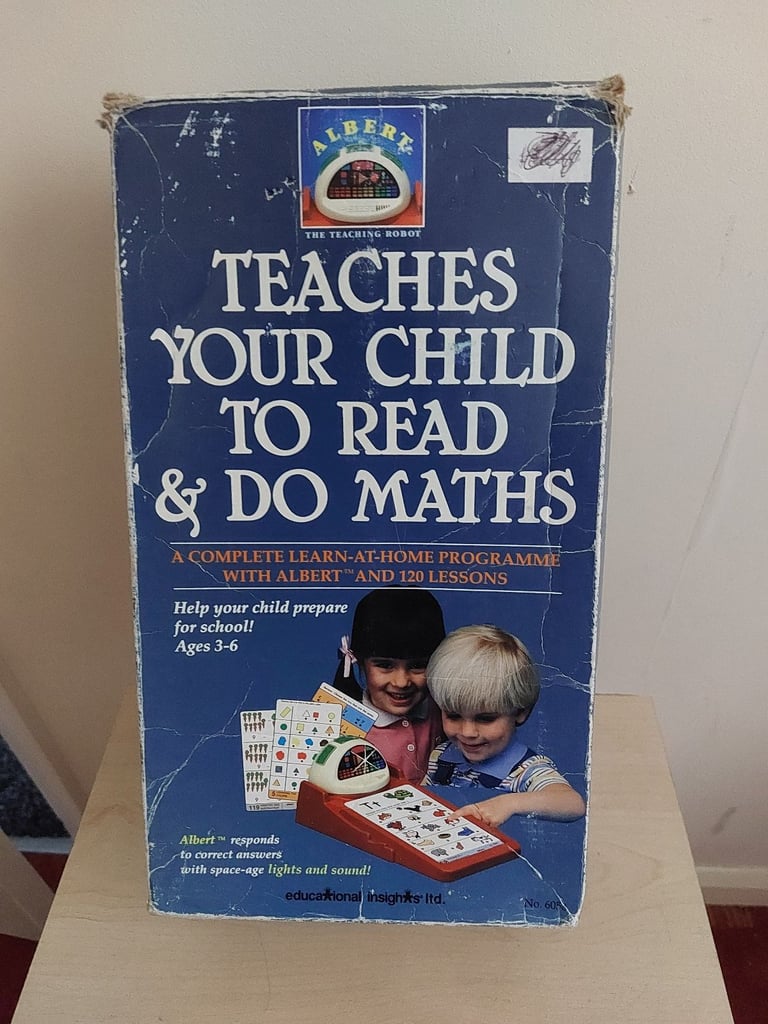 ALBERT
THE TEACHING ROBOT
TEACHES
YOUR CHILD
TO READ
& DO MATHS
A COMPLETE LEARN-AT-HOME PROGRAMME
WITH ALBERT™ AND 120 LESSONS
Help your child prepare
for school!
Ages 3-6
119
Albert™ responds
to correct answers
with space-age lights and sound!
educational insights® ltd.
No.